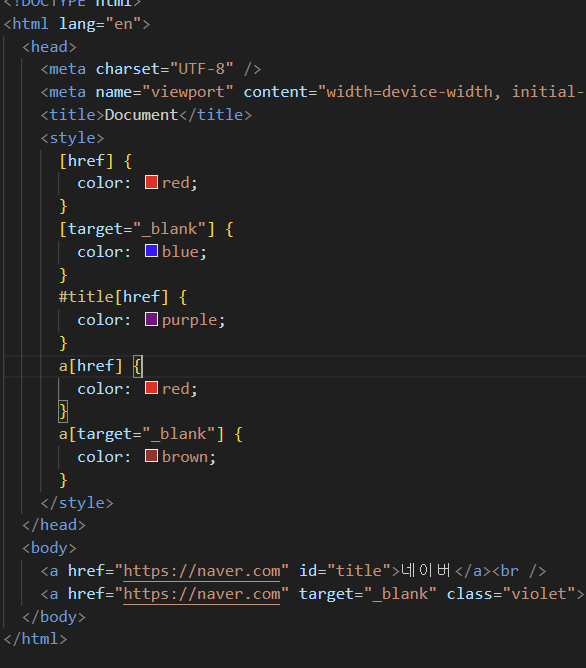 <!DOCTYPE html>
<html lang="en">
<head>
<meta charset="UTF-8" />
<meta name="viewport" content="width=device-width, initial-
<title>Document</title>
<style>
[href] {
color: red;
}
[target="_blank"] {
color: blue;
}
#title[href] {
color: purple;
}
a[href] {
color: red;
}
a[target="_blank"] {
color: brown;
}
</style>
</head>
<body>
<a href="https://naver.com" id="title">네이버</a><br />
<a href="https://naver.com" target="_blank" class="violet">
</body>
</html>